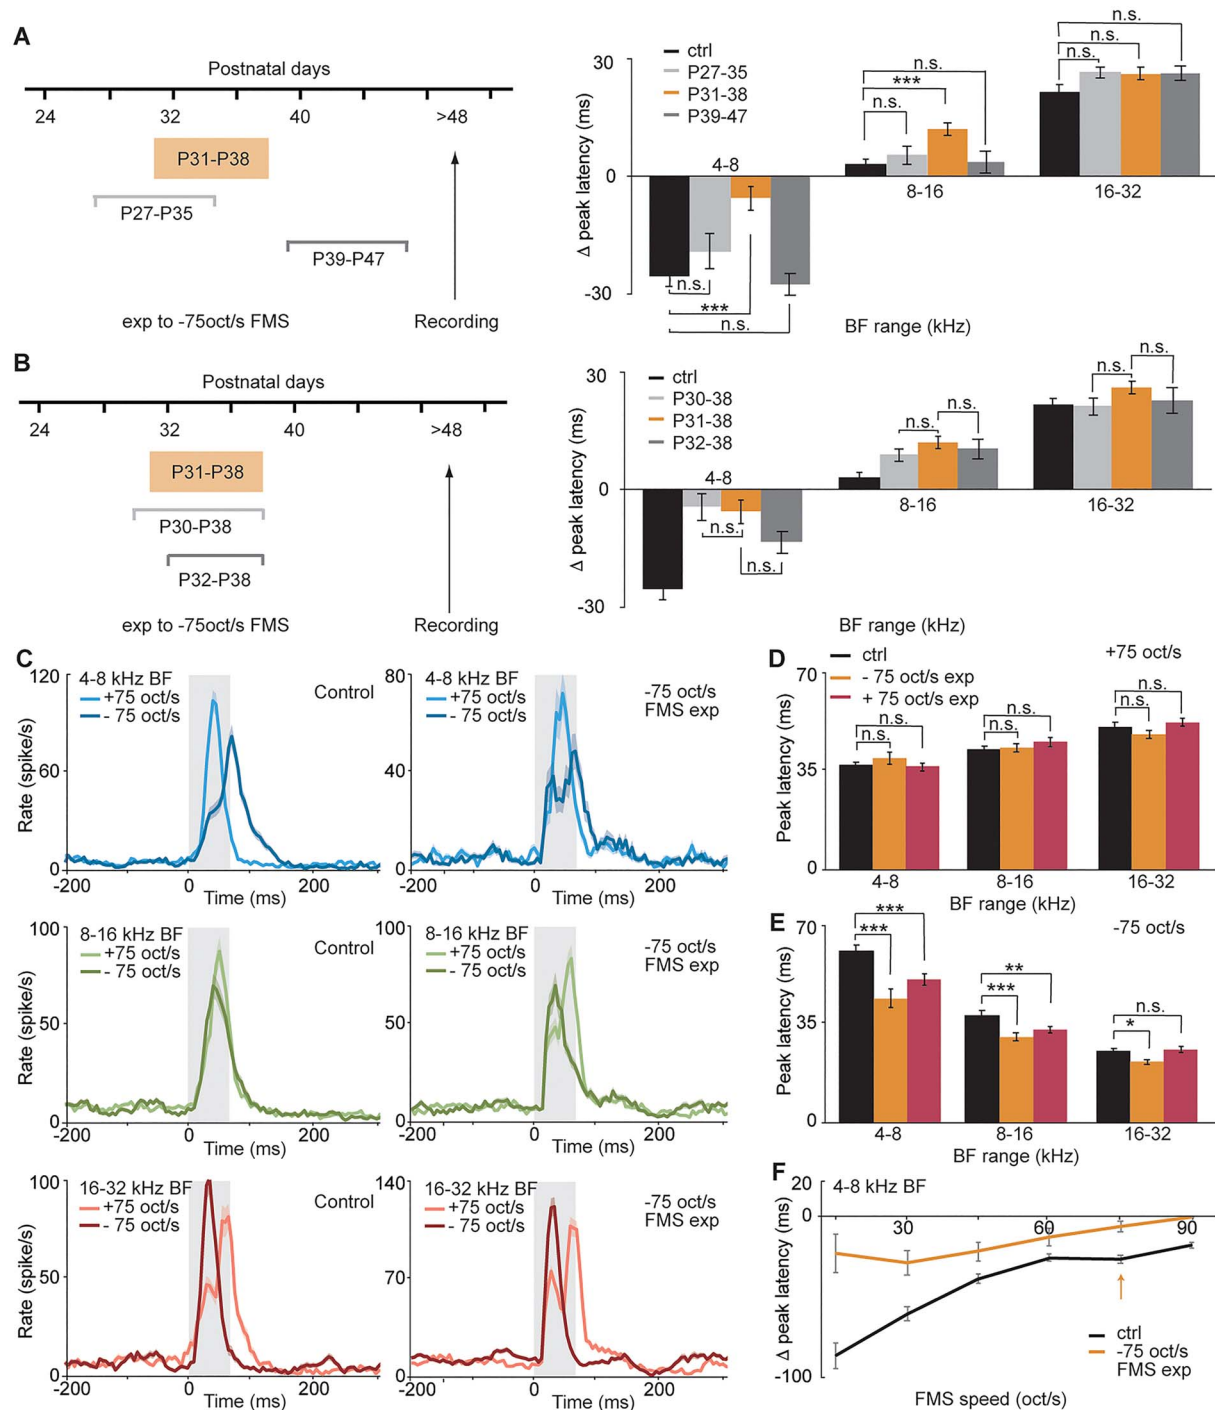 A
Postnatal days
24 32 40 >48
P31-P38
P27-P35
P39-P47
exp to -75oct/s FMS Recording
30
0
-30
Δ peak latency (ms)
ctrl
P27-35
P31-38
P39-47
4-8
n.s.
***
n.s.
n.s.
***
n.s.
8-16
n.s.
n.s.
n.s.
16-32
BF range (kHz)
B
Postnatal days
24 32 40 >48
P31-P38
P30-P38
P32-P38
exp to -75oct/s FMS Recording
30
0
-30
Δ peak latency (ms)
ctrl
P30-38
P31-38
P32-38
4-8
n.s.
n.s.
n.s.
n.s.
8-16
n.s.
n.s.
16-32
BF range (kHz)
C
120
60
0
Rate (spike/s)
4-8 kHz BF
+75 oct/s
- 75 oct/s
Control
-200 0 200
Time (ms)
80
40
0
4-8 kHz BF
+75 oct/s
- 75 oct/s
-75 oct/s
FMS exp
-200 0 200
Time (ms)
100
50
0
Rate (spike/s)
8-16 kHz BF
+75 oct/s
- 75 oct/s
Control
-200 0 200
Time (ms)
100
50
0
8-16 kHz BF
+75 oct/s
- 75 oct/s
-75 oct/s
FMS exp
-200 0 200
Time (ms)
100
50
0
Rate (spike/s)
16-32 kHz BF
+75 oct/s
- 75 oct/s
Control
-200 0 200
Time (ms)
140
70
0
16-32 kHz BF
+75 oct/s
- 75 oct/s
-75 oct/s
FMS exp
-200 0 200
Time (ms)
D
70
35
0
Peak latency (ms)
ctrl
- 75 oct/s exp
+ 75 oct/s exp
+75 oct/s
n.s.
n.s.
n.s.
n.s.
n.s.
n.s.
4-8 8-16 16-32
BF range (kHz)
E
70
35
0
Peak latency (ms)
-75 oct/s
***
***
**
***
n.s.
*
4-8 8-16 16-32
BF range (kHz)
F
4-8 kHz BF
20
0
-100
Δ peak latency (ms)
30 60 90
ctrl
-75 oct/s
FMS exp
FMS speed (oct/s)